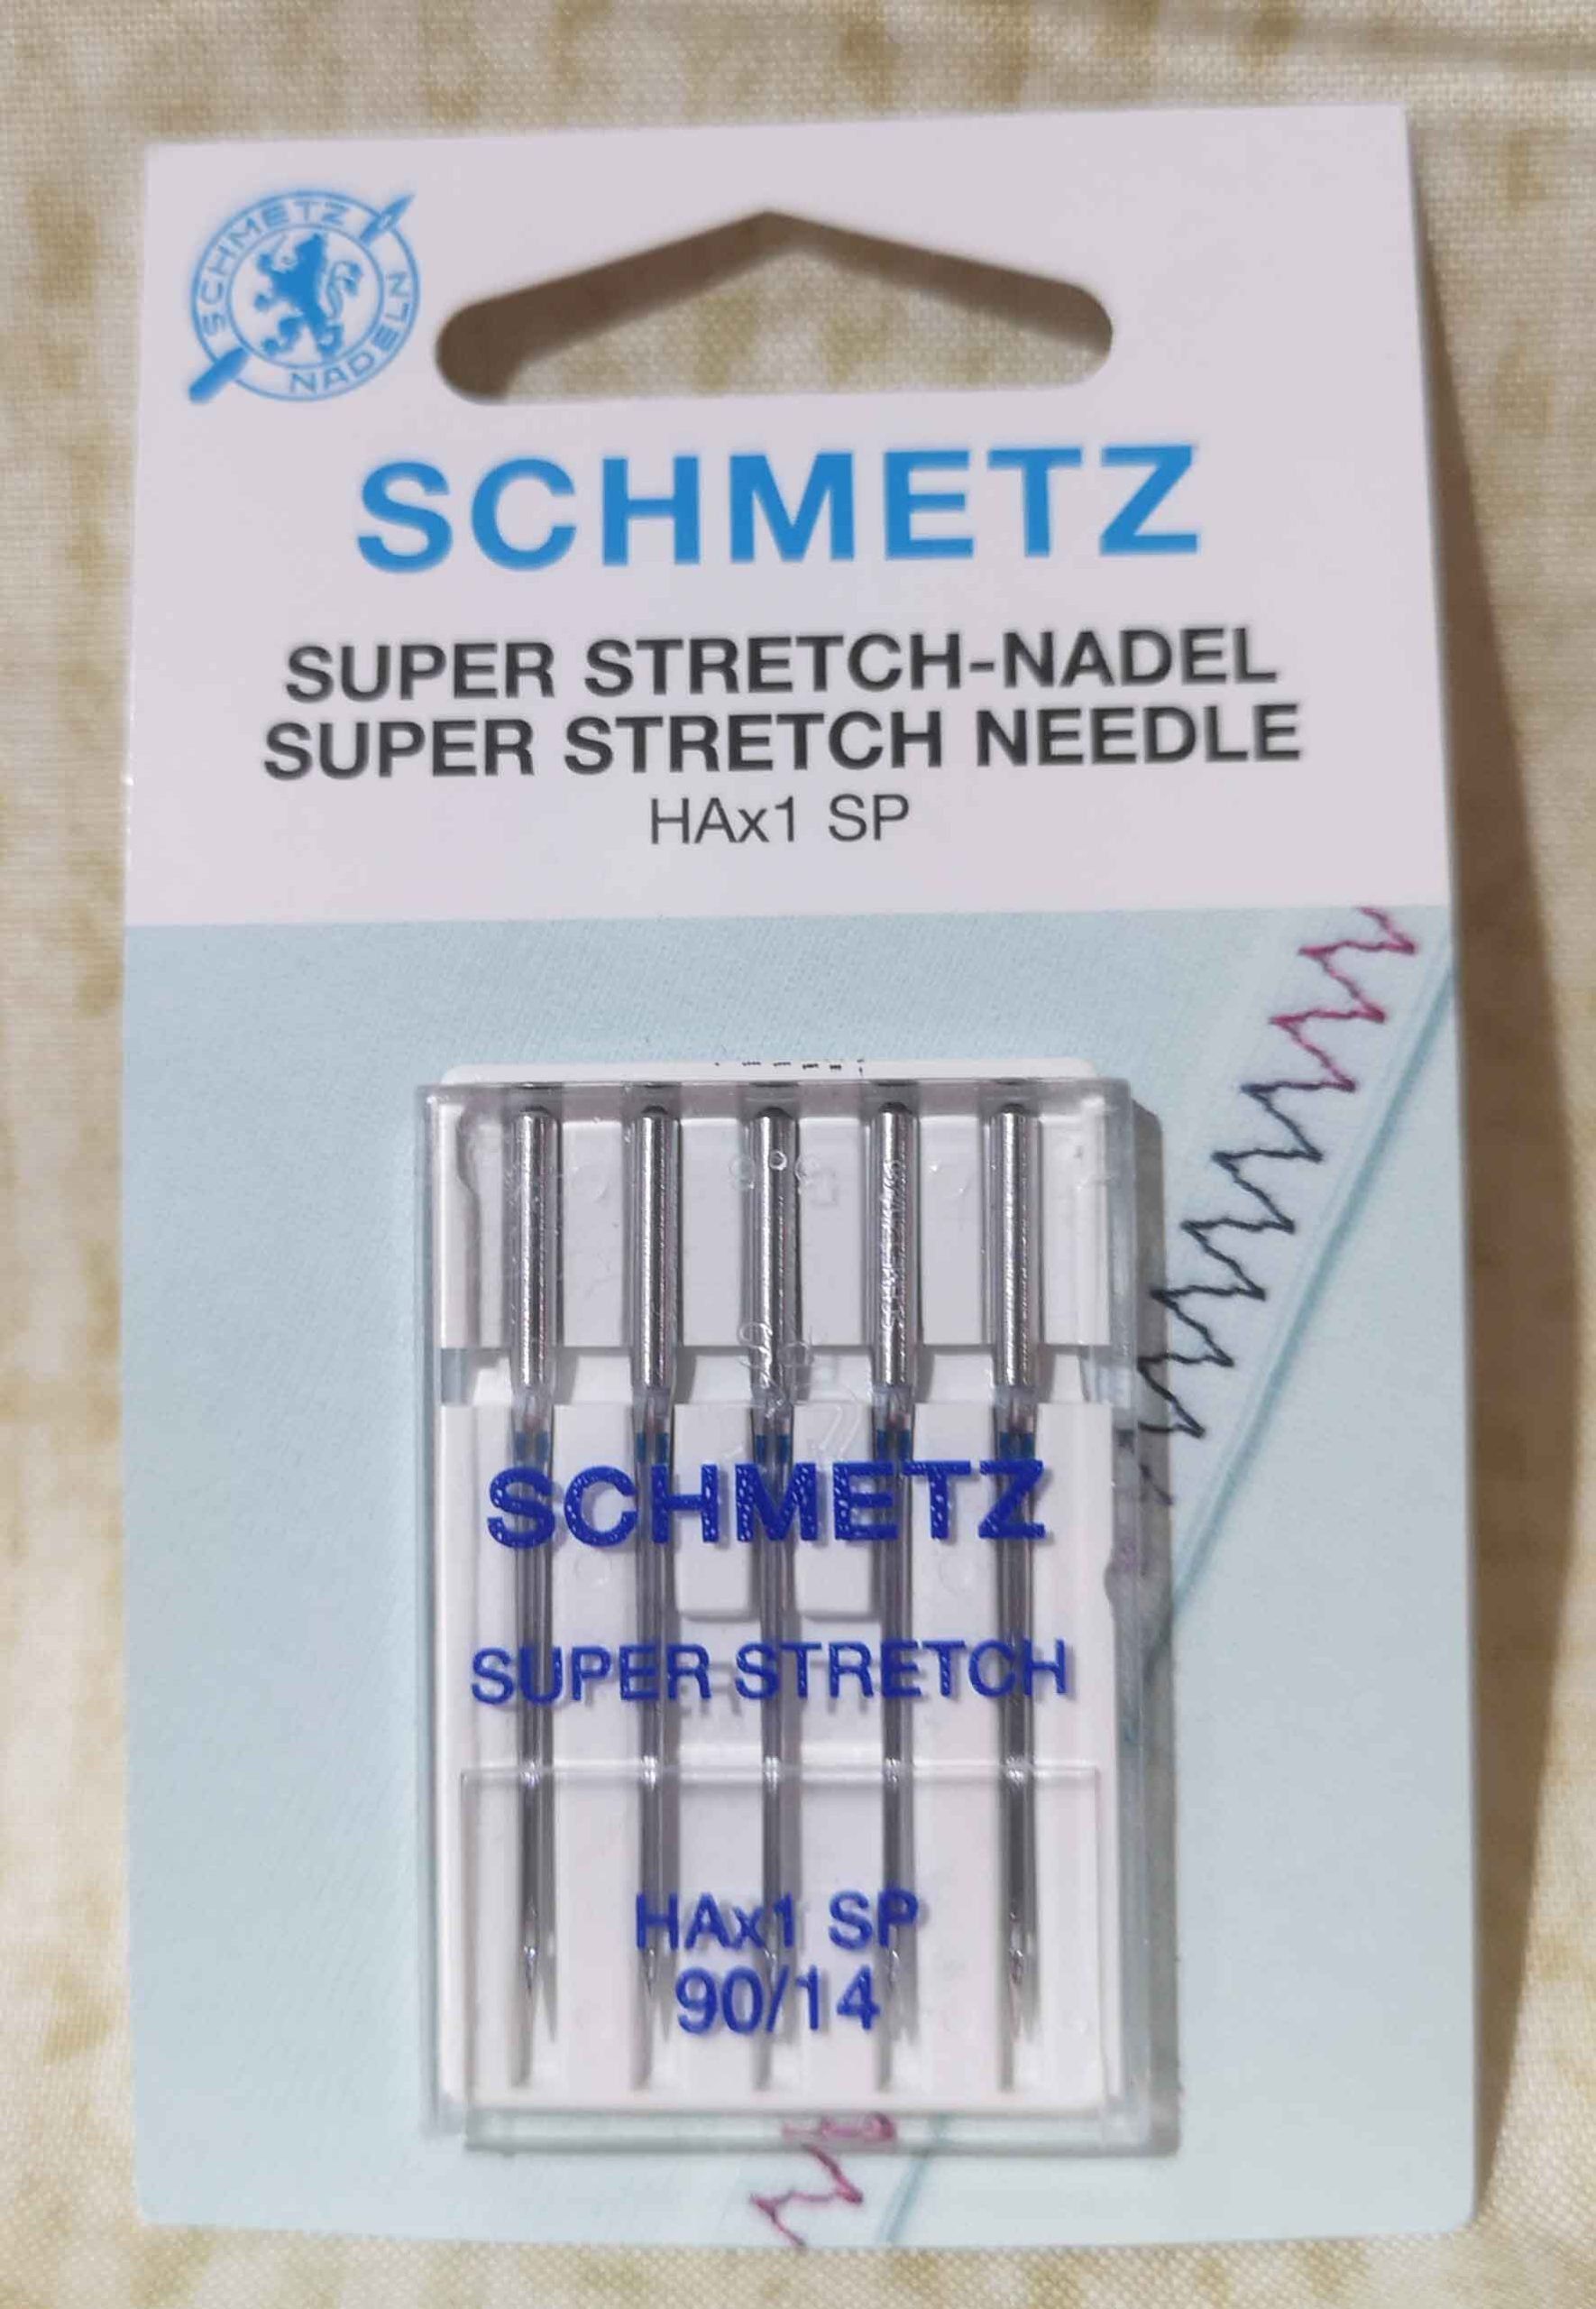 SCHMETZ
NADELN
SCHMETZ
SUPER STRETCH-NADEL
SUPER STRETCH NEEDLE
HAx1 SP
SCHMETZ
SUPER STRETCH
HAx1 SP
90/14